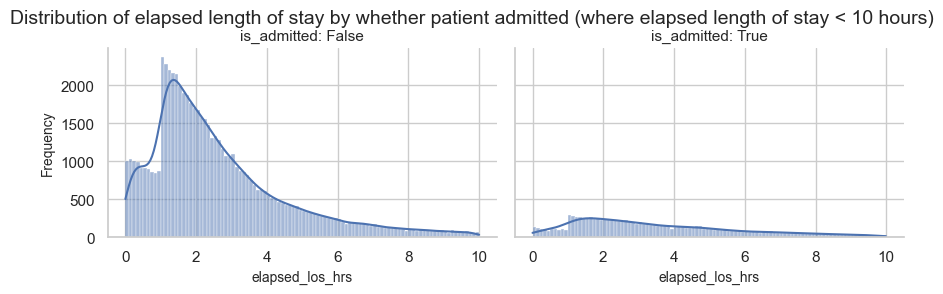 Distribution of elapsed length of stay by whether patient admitted (where elapsed length of stay < 10 hours)
is_admitted: False
is_admitted: True
Frequency
2000
1500
1000
500
0
0 2 4 6 8 10
0 2 4 6 8 10
elapsed_los_hrs
elapsed_los_hrs